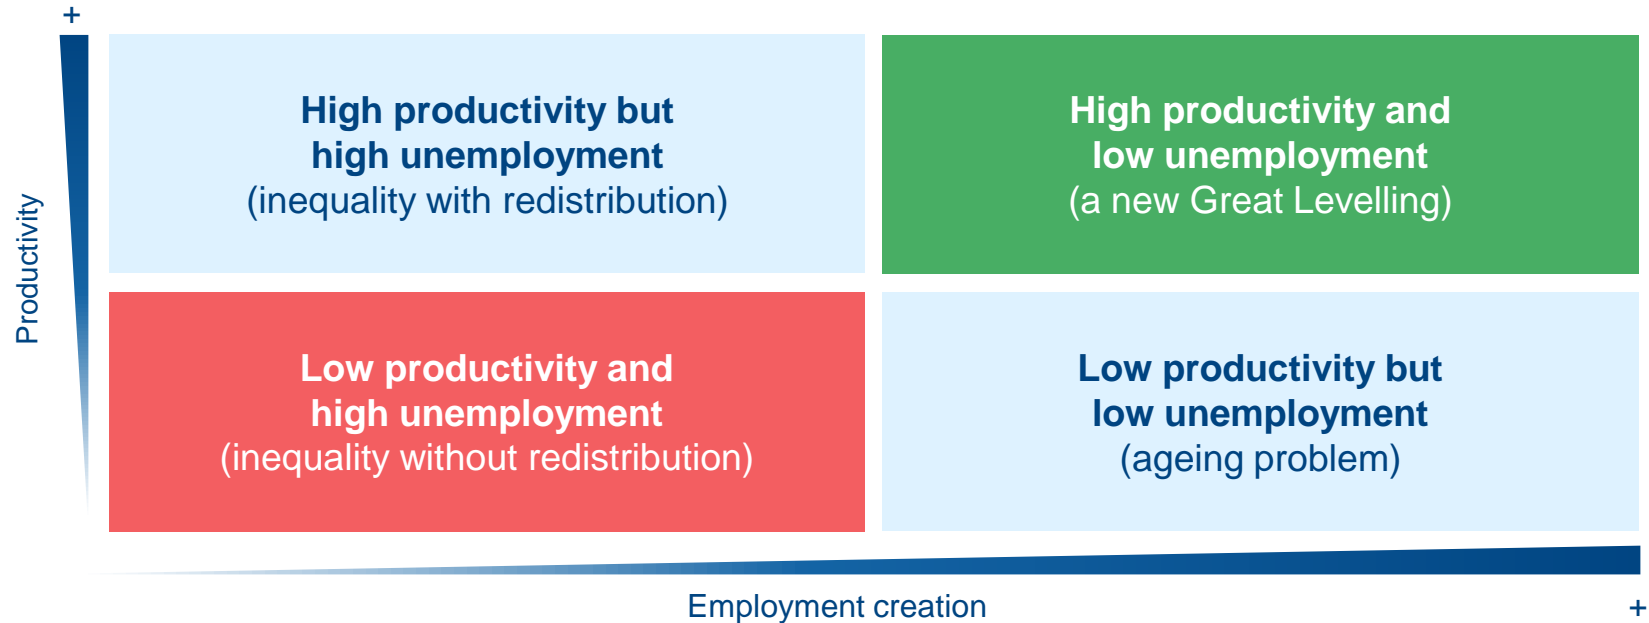 +
High productivity but
high unemployment
(inequality with redistribution)
High productivity and
low unemployment
(a new Great Levelling)
Productivity
Low productivity and
high unemployment
(inequality without redistribution)
Low productivity but
low unemployment
(ageing problem)
Employment creation
+